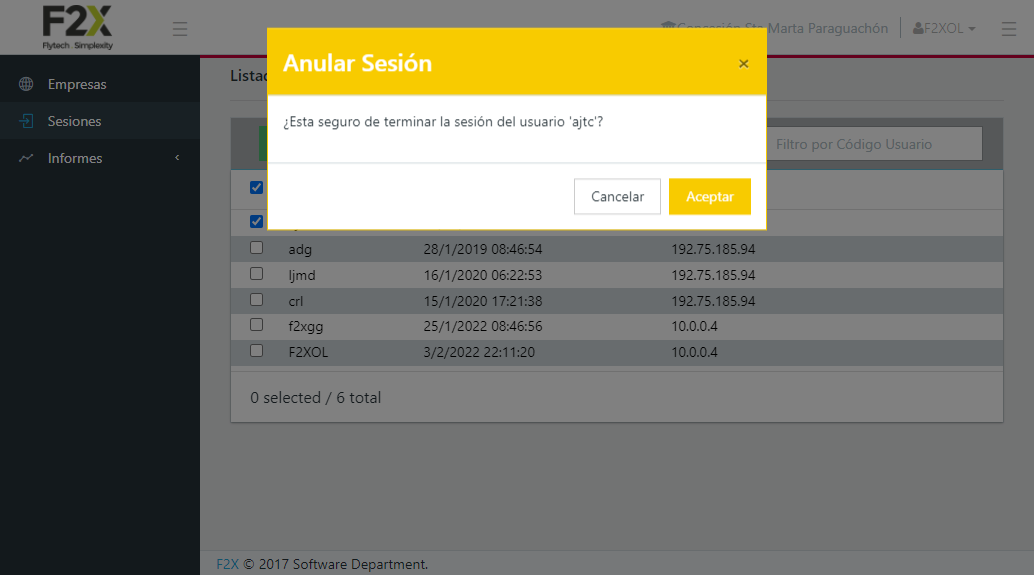 F2X
Flytech Simplexity
Concesión Sta Marta Paraguachón
F2XOL
Anular Sesión
×
¿Esta seguro de terminar la sesión del usuario 'ajtc'?
Cancelar
Aceptar
Empresas
Sesiones
Informes
Filtro por Código Usuario
adg 28/1/2019 08:46:54 192.75.185.94
ljmd 16/1/2020 06:22:53 192.75.185.94
crl 15/1/2020 17:21:38 192.75.185.94
f2xgg 25/1/2022 08:46:56 10.0.0.4
F2XOL 3/2/2022 22:11:20 10.0.0.4
0 selected / 6 total
F2X © 2017 Software Department.